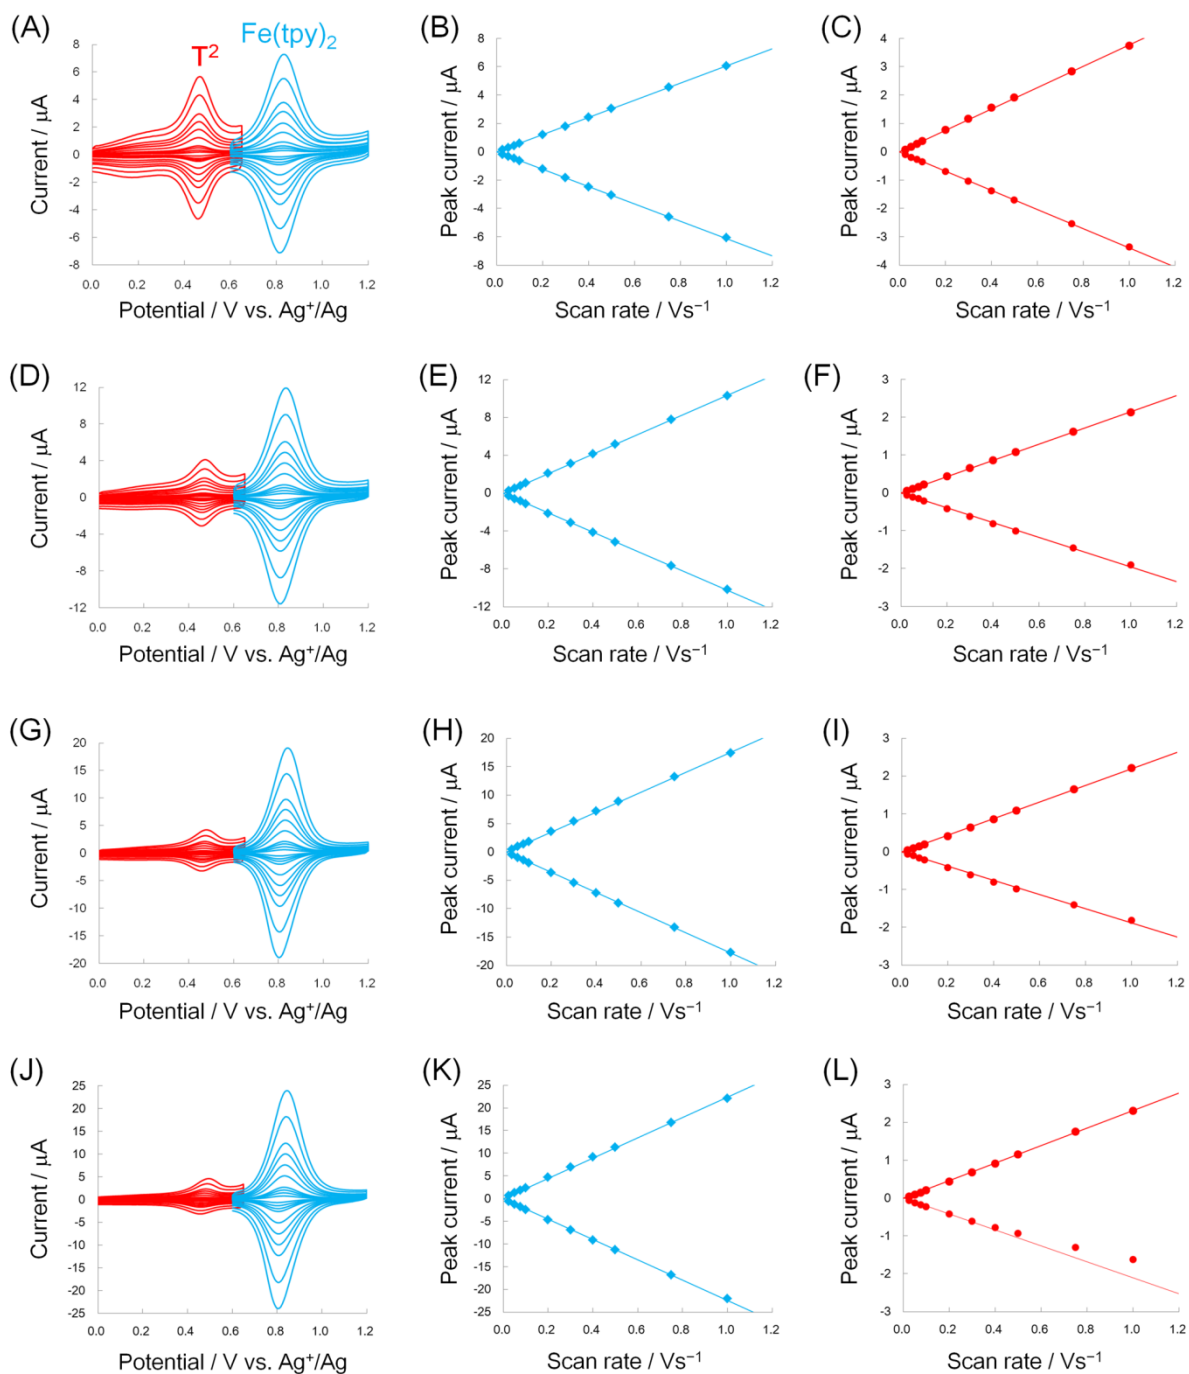 (A)
T²
Fe(tpy)₂
8
6
4
2
0
-2
-4
-6
-8
Current / µA
0.0 0.2 0.4 0.6 0.8 1.0 1.2
Potential / V vs. Ag⁺/Ag
(B)
8
6
4
2
0
-2
-4
-6
-8
Peak current / µA
0.0 0.2 0.4 0.6 0.8 1.0 1.2
Scan rate / Vs⁻¹
(C)
4
3
2
1
0
-1
-2
-3
-4
Peak current / µA
0.0 0.2 0.4 0.6 0.8 1.0 1.2
Scan rate / Vs⁻¹
(D)
12
8
4
0
-4
-8
-12
Current / µA
0.0 0.2 0.4 0.6 0.8 1.0 1.2
Potential / V vs. Ag⁺/Ag
(E)
12
8
4
0
-4
-8
-12
Peak current / µA
0.0 0.2 0.4 0.6 0.8 1.0 1.2
Scan rate / Vs⁻¹
(F)
3
2
1
0
-1
-2
-3
Peak current / µA
0.0 0.2 0.4 0.6 0.8 1.0 1.2
Scan rate / Vs⁻¹
(G)
20
15
10
5
0
-5
-10
-15
-20
Current / µA
0.0 0.2 0.4 0.6 0.8 1.0 1.2
Potential / V vs. Ag⁺/Ag
(H)
20
15
10
5
0
-5
-10
-15
-20
Peak current / µA
0.0 0.2 0.4 0.6 0.8 1.0 1.2
Scan rate / Vs⁻¹
(I)
3
2
1
0
-1
-2
-3
Peak current / µA
0.0 0.2 0.4 0.6 0.8 1.0 1.2
Scan rate / Vs⁻¹
(J)
25
20
15
10
5
0
-5
-10
-15
-20
-25
Current / µA
0.0 0.2 0.4 0.6 0.8 1.0 1.2
Potential / V vs. Ag⁺/Ag
(K)
25
20
15
10
5
0
-5
-10
-15
-20
-25
Peak current / µA
0.0 0.2 0.4 0.6 0.8 1.0 1.2
Scan rate / Vs⁻¹
(L)
3
2
1
0
-1
-2
-3
Peak current / µA
0.0 0.2 0.4 0.6 0.8 1.0 1.2
Scan rate / Vs⁻¹